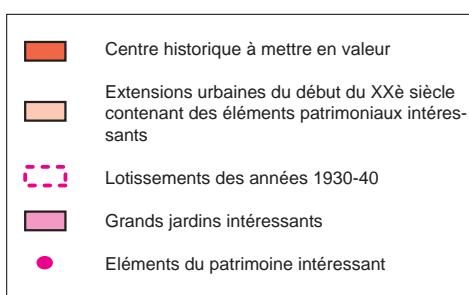 Centre historique à mettre en valeur
Extensions urbaines du début du XXè siècle
contenant des éléments patrimoniaux intéres-
sants
Lotissements des années 1930-40
Grands jardins intéressants
Eléments du patrimoine intéressant